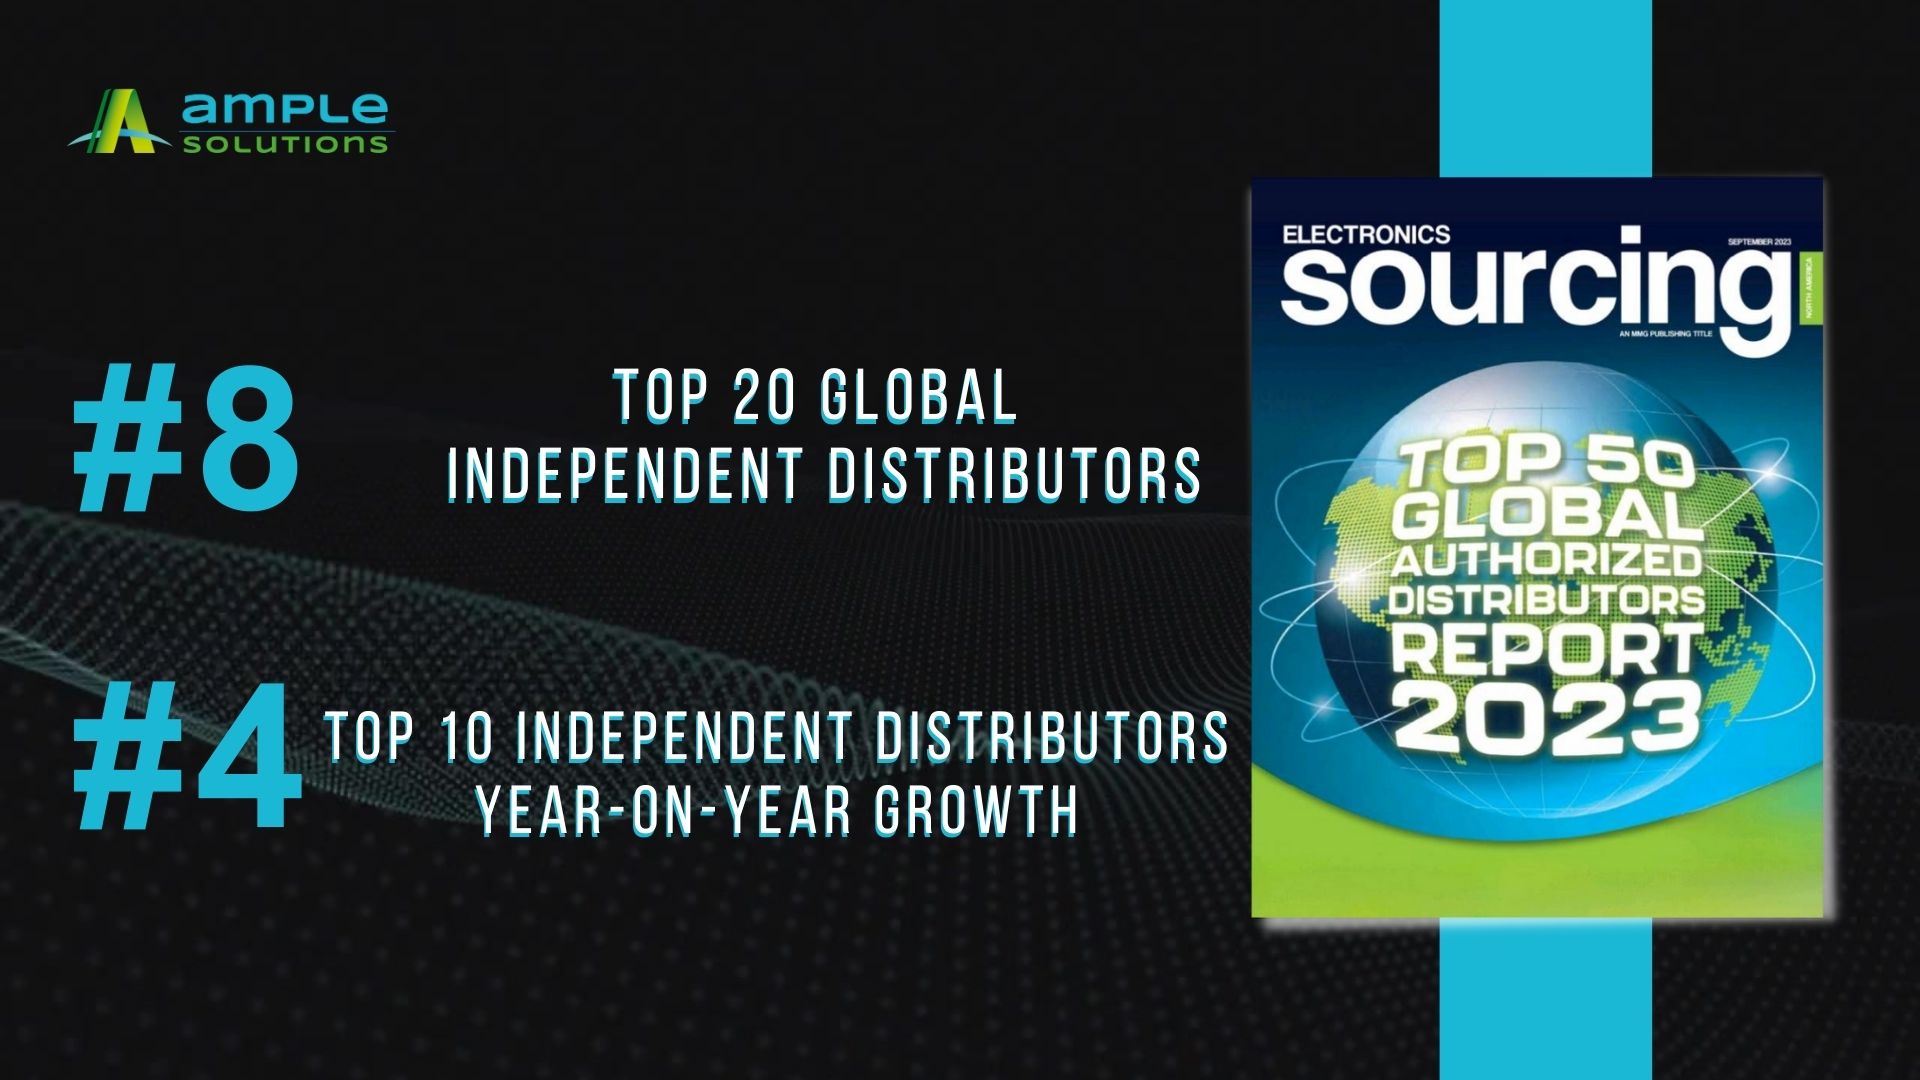 ample
SOLUTIONS
#8
TOP 20 GLOBAL
INDEPENDENT DISTRIBUTORS
#4
TOP 10 INDEPENDENT DISTRIBUTORS
YEAR-ON-YEAR GROWTH
ELECTRONICS
SEPTEMBER 2023
sourcing
NORTH AMERICA
AN MMG PUBLISHING TITLE
TOP 50
GLOBAL
AUTHORIZED
DISTRIBUTORS
REPORT
2023